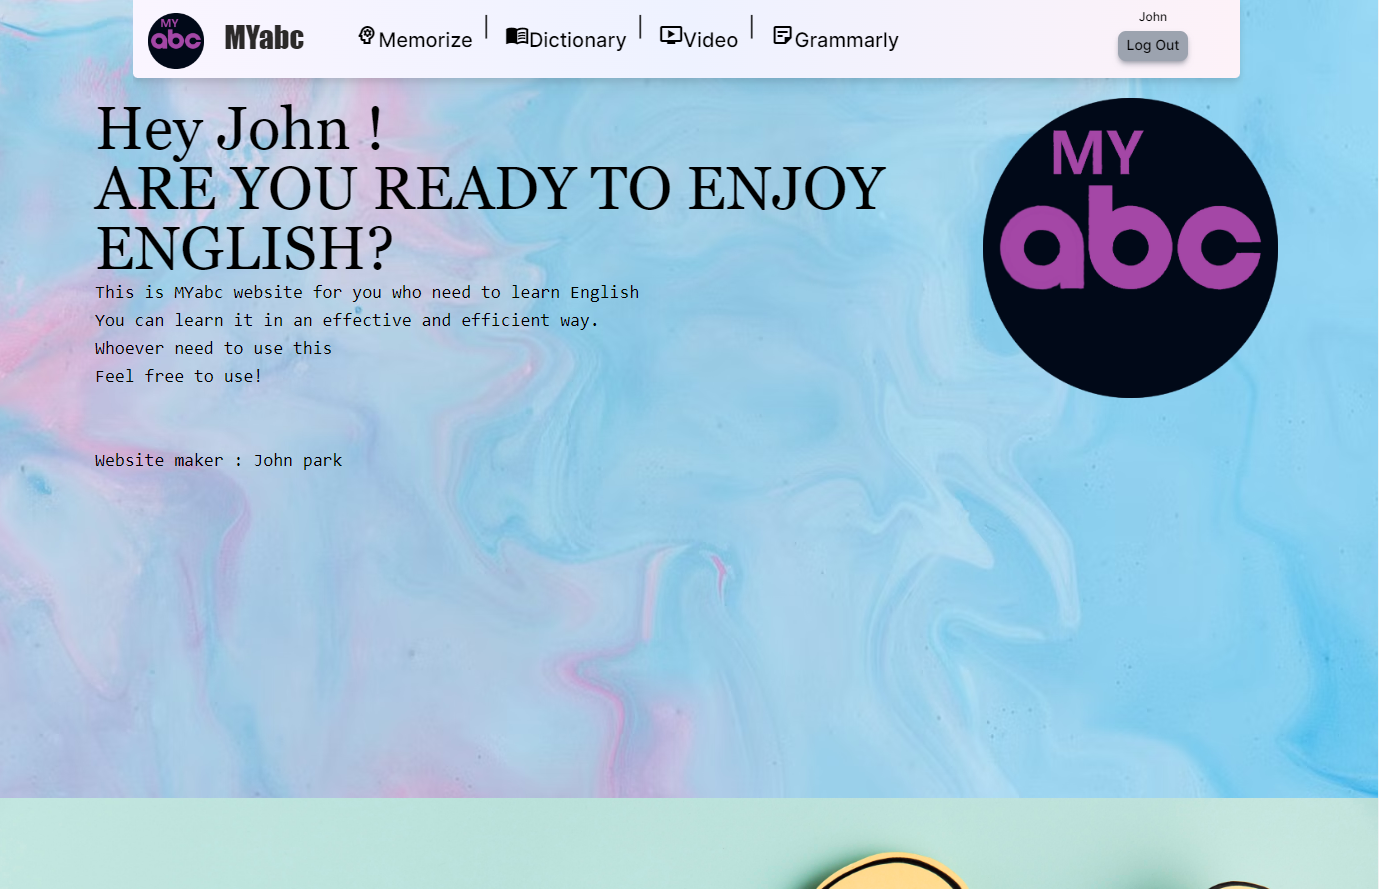 MY
abc
MYabc
Memorize | Dictionary | Video | Grammarly
John
Log Out
Hey John !
ARE YOU READY TO ENJOY
ENGLISH?
MY
abc
This is MYabc website for you who need to learn English
You can learn it in an effective and efficient way.
Whoever need to use this
Feel free to use!
Website maker : John park